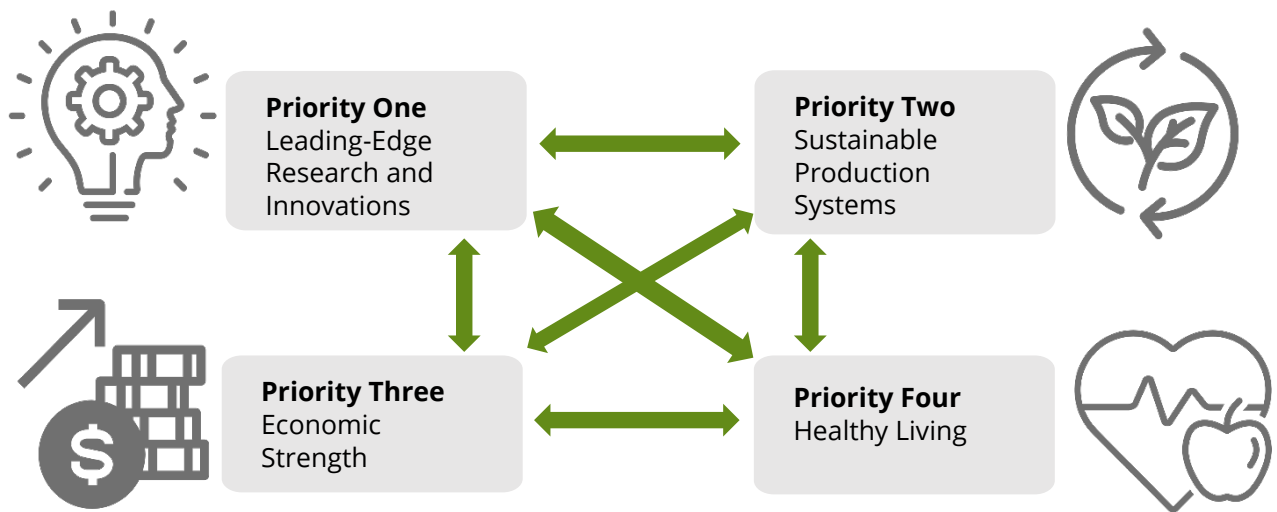 Priority One
Leading-Edge
Research and
Innovations
Priority Two
Sustainable
Production
Systems
Priority Three
Economic
Strength
$
Priority Four
Healthy Living